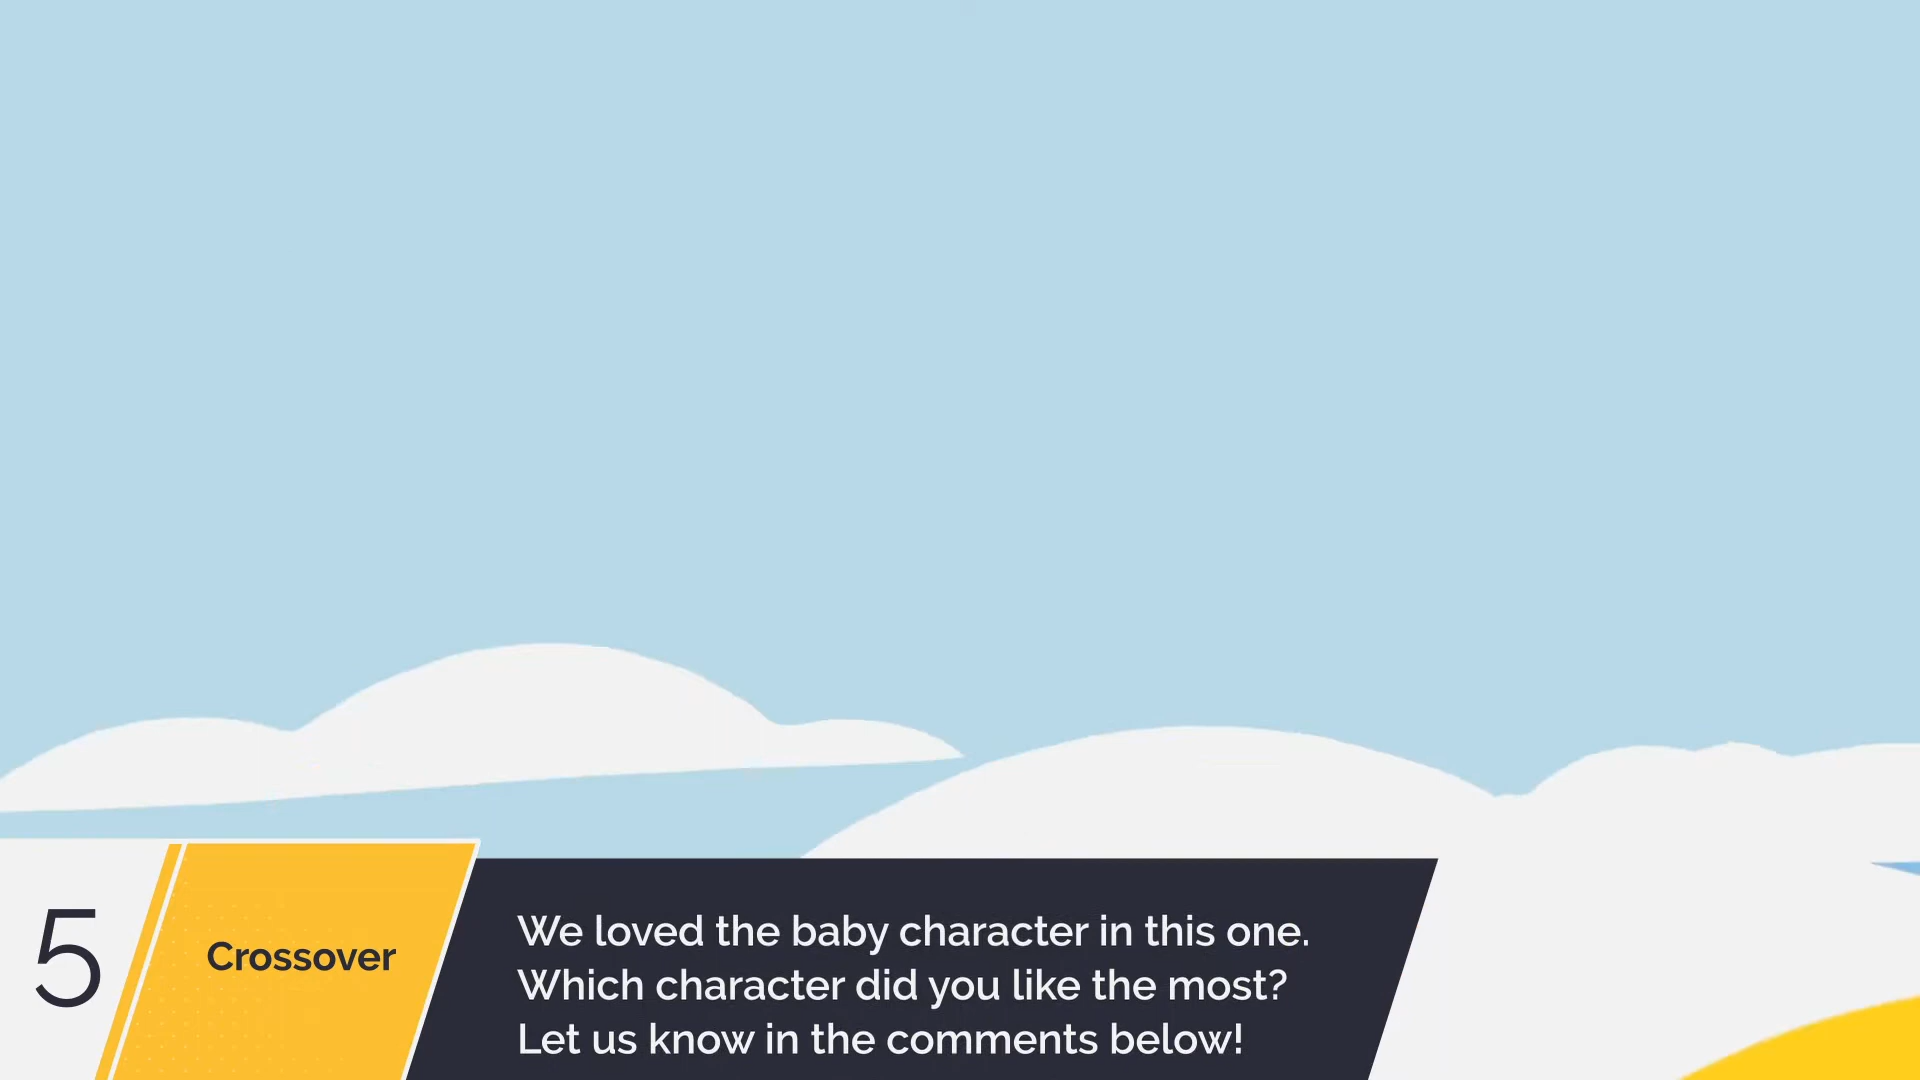 5
Crossover
We loved the baby character in this one.
Which character did you like the most?
Let us know in the comments below!